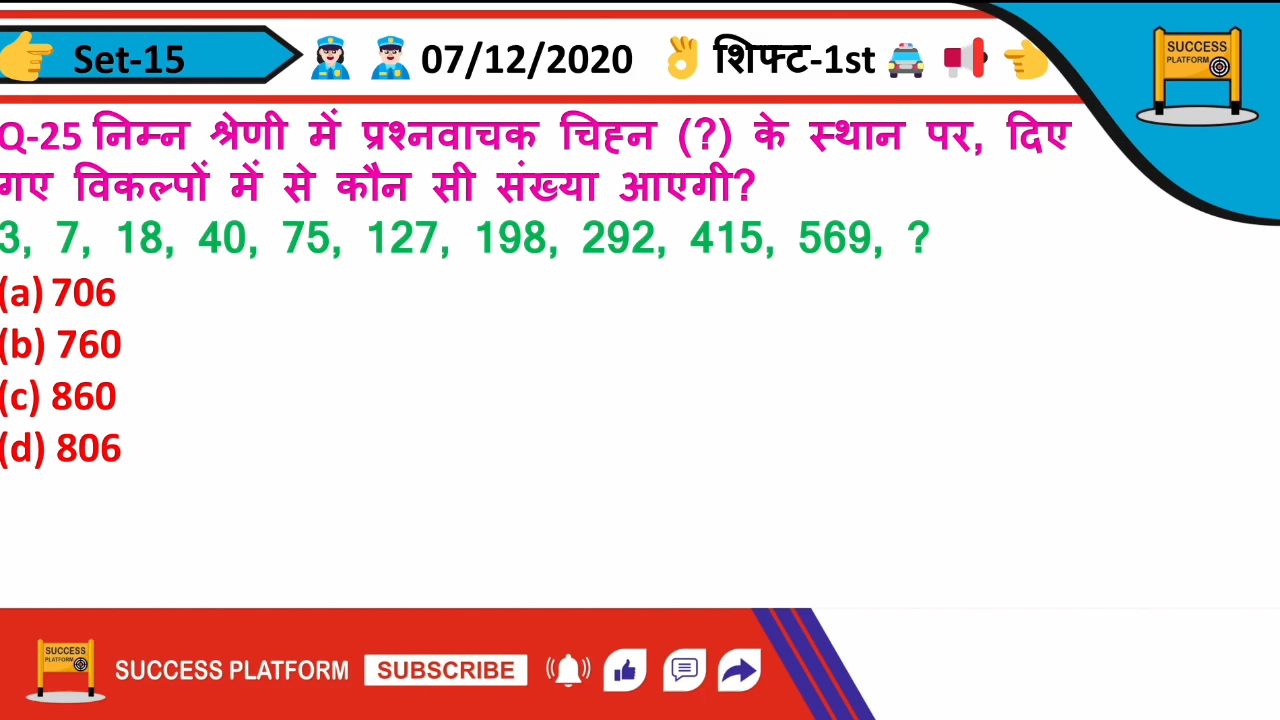 Set-15 07/12/2020 शिफ्ट-1st
SUCCESS
PLATFORM
Q-25 निम्न श्रेणी में प्रश्नवाचक चिह्न (?) के स्थान पर, दिए
गए विकल्पों में से कौन सी संख्या आएगी?
3, 7, 18, 40, 75, 127, 198, 292, 415, 569, ?
(a) 706
(b) 760
(c) 860
(d) 806
SUCCESS
PLATFORM
SUCCESS PLATFORM SUBSCRIBE